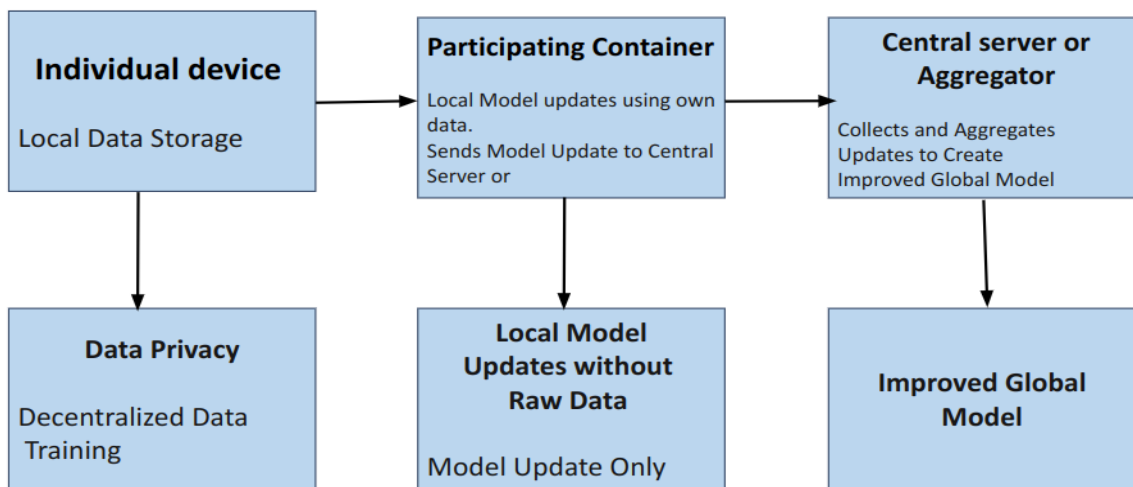 Individual device
Local Data Storage
Participating Container
Local Model updates using own
data.
Sends Model Update to Central
Server or
Central server or
Aggregator
Collects and Aggregates
Updates to Create
Improved Global Model
Data Privacy
Decentralized Data
Training
Local Model
Updates without
Raw Data
Model Update Only
Improved Global
Model